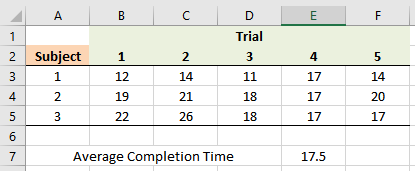 A B C D E F
1 Trial
2 Subject 1 2 3 4 5
3 1 12 14 11 17 14
4 2 19 21 18 17 20
5 3 22 26 18 17 17
6
7 Average Completion Time 17.5